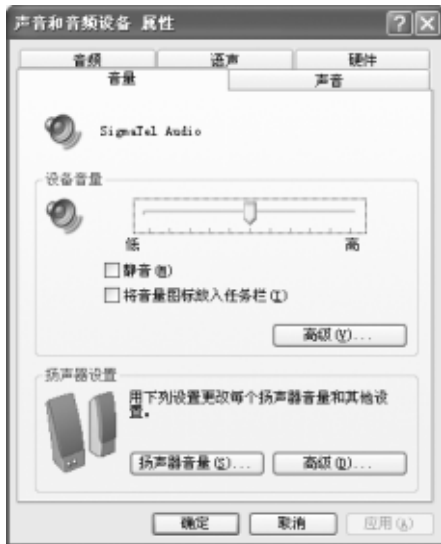 声音和音频设备 属性
音频 语声 硬件
音量 声音
SigmaTel Audio
设备音量
低 高
静音(M)
将音量图标放入任务栏(I)
高级(V)...
扬声器设置
用下列设置更改每个扬声器音量和其他设
置。
扬声器音量(S)... 高级(D)...
确定 取消 应用(A)